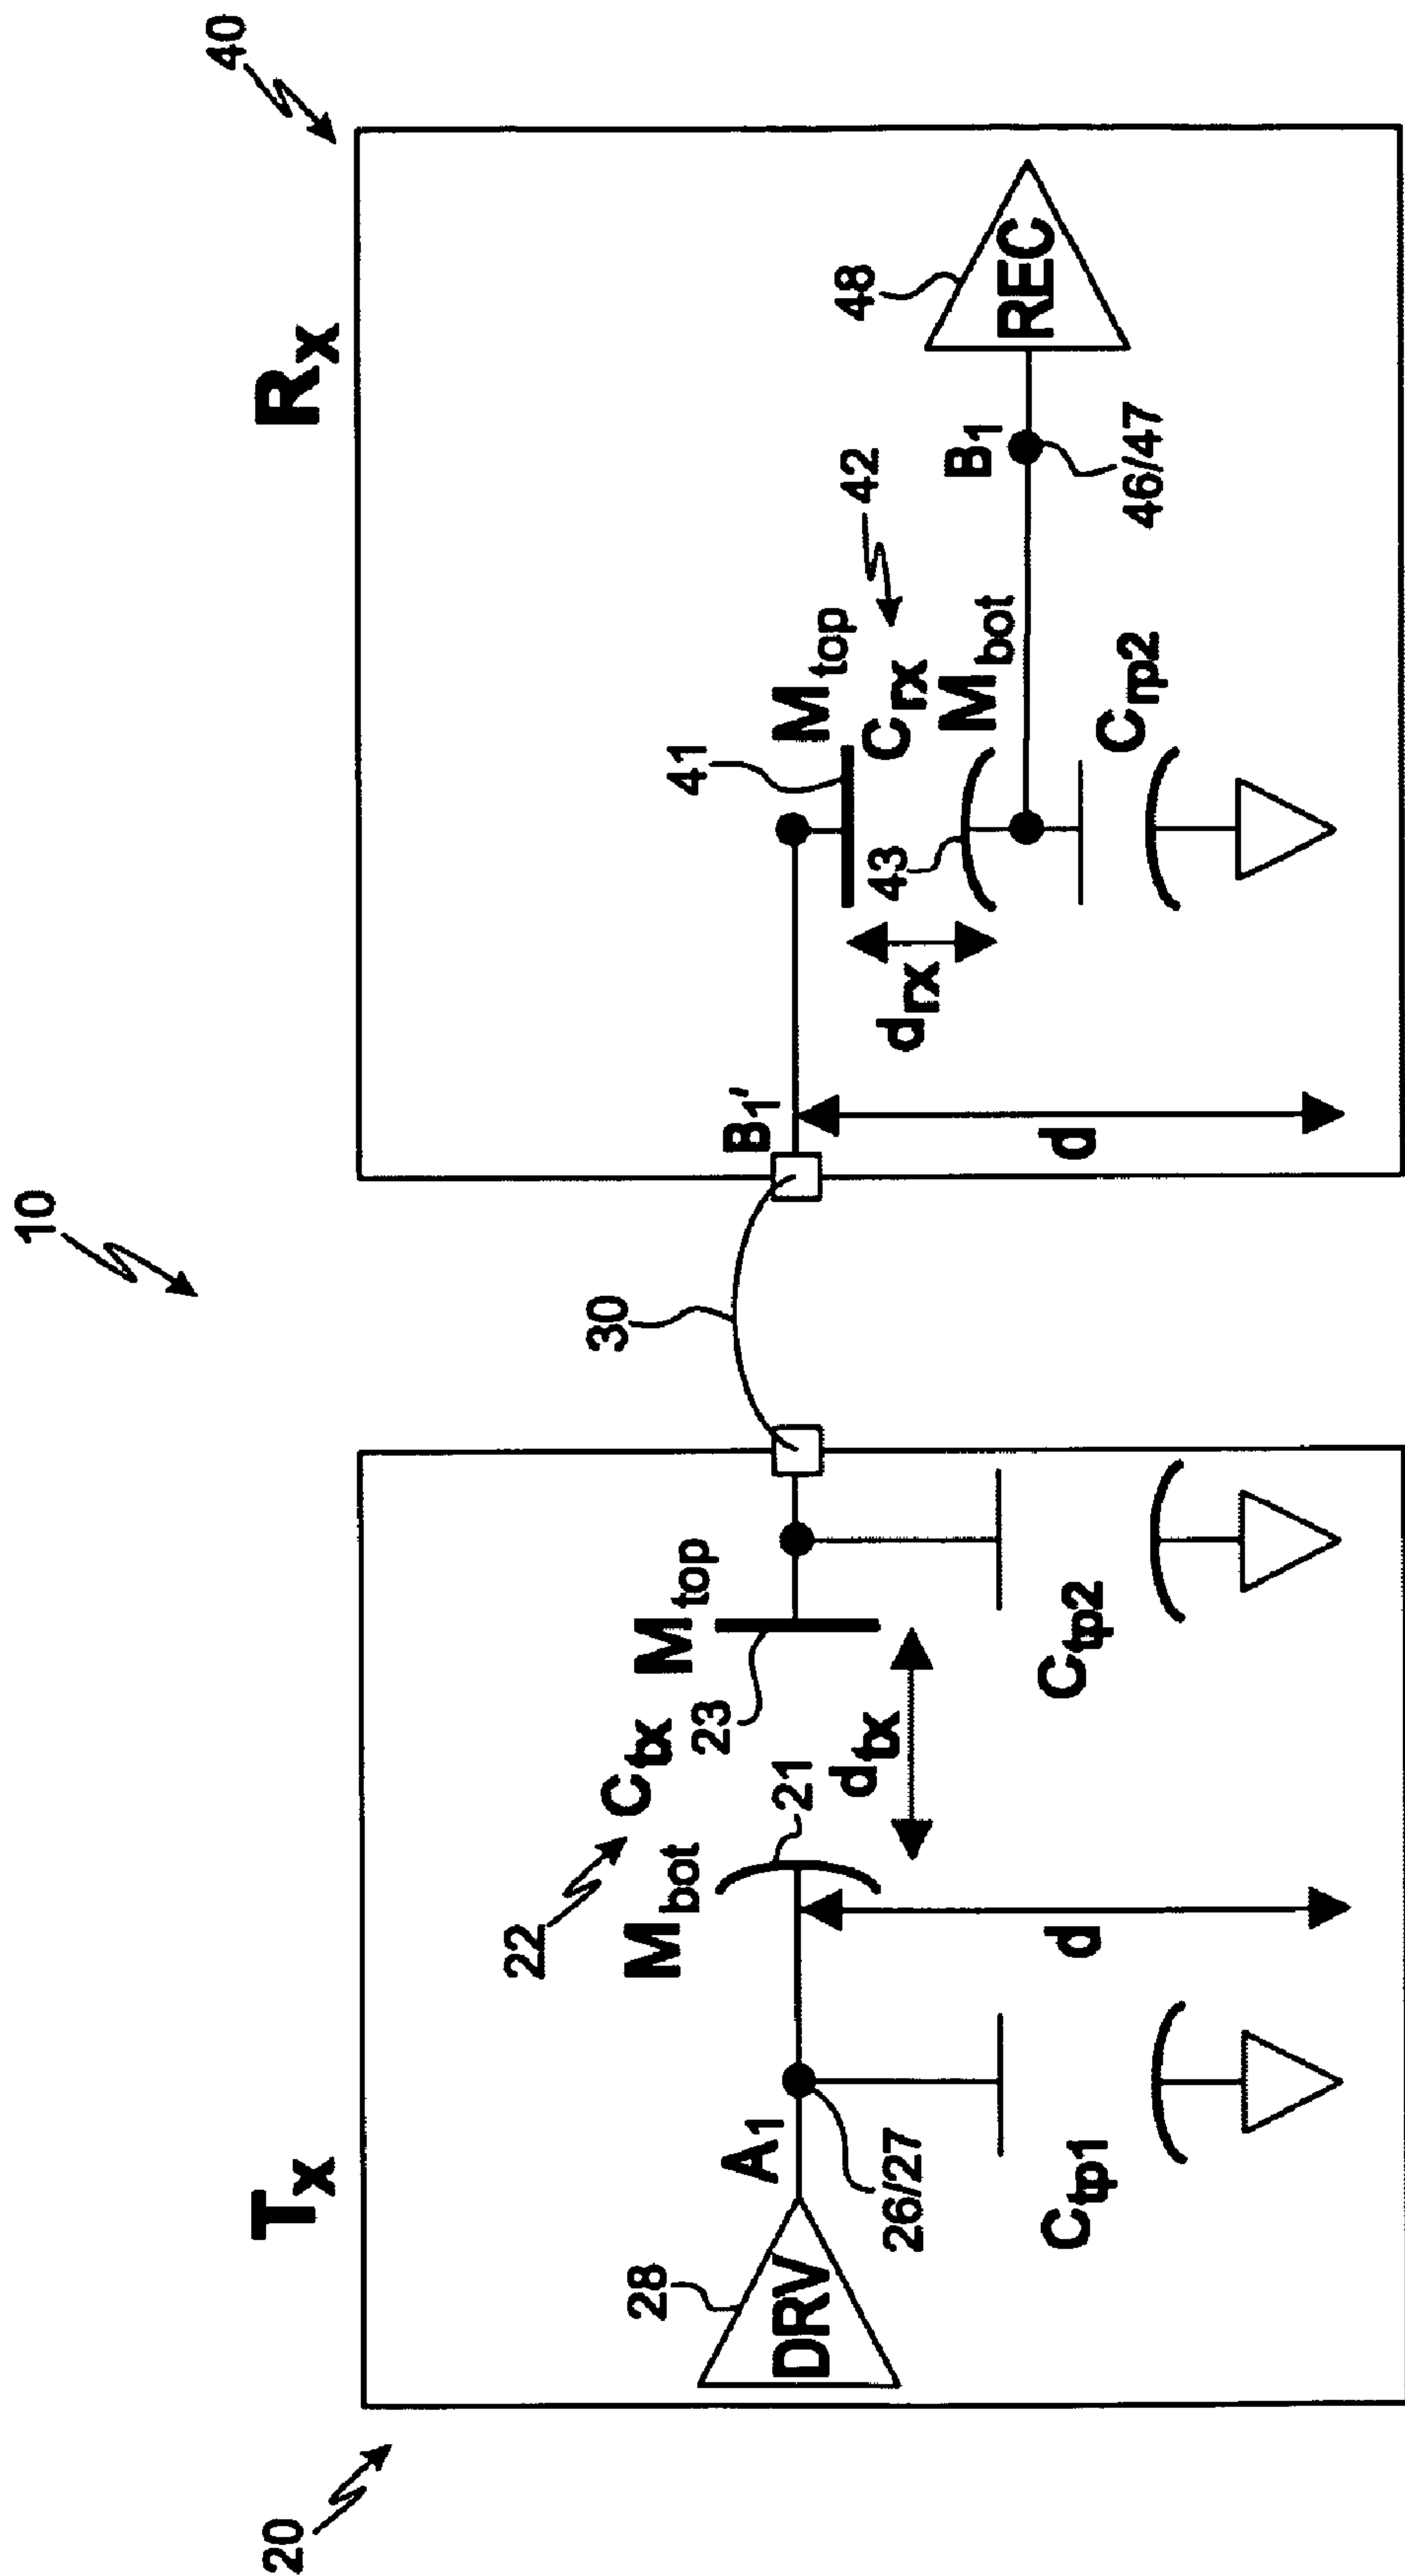 10
20
Tx
28
DRV
A1
26/27
Ctp1
22
Ctx
Mbot
21
dtx
d
23
Mtop
Ctp2
30
40
Rx
B1'
d
drx
41
Mtop
Crx
42
43
Mbot
Crp2
B1
46/47
48
REC